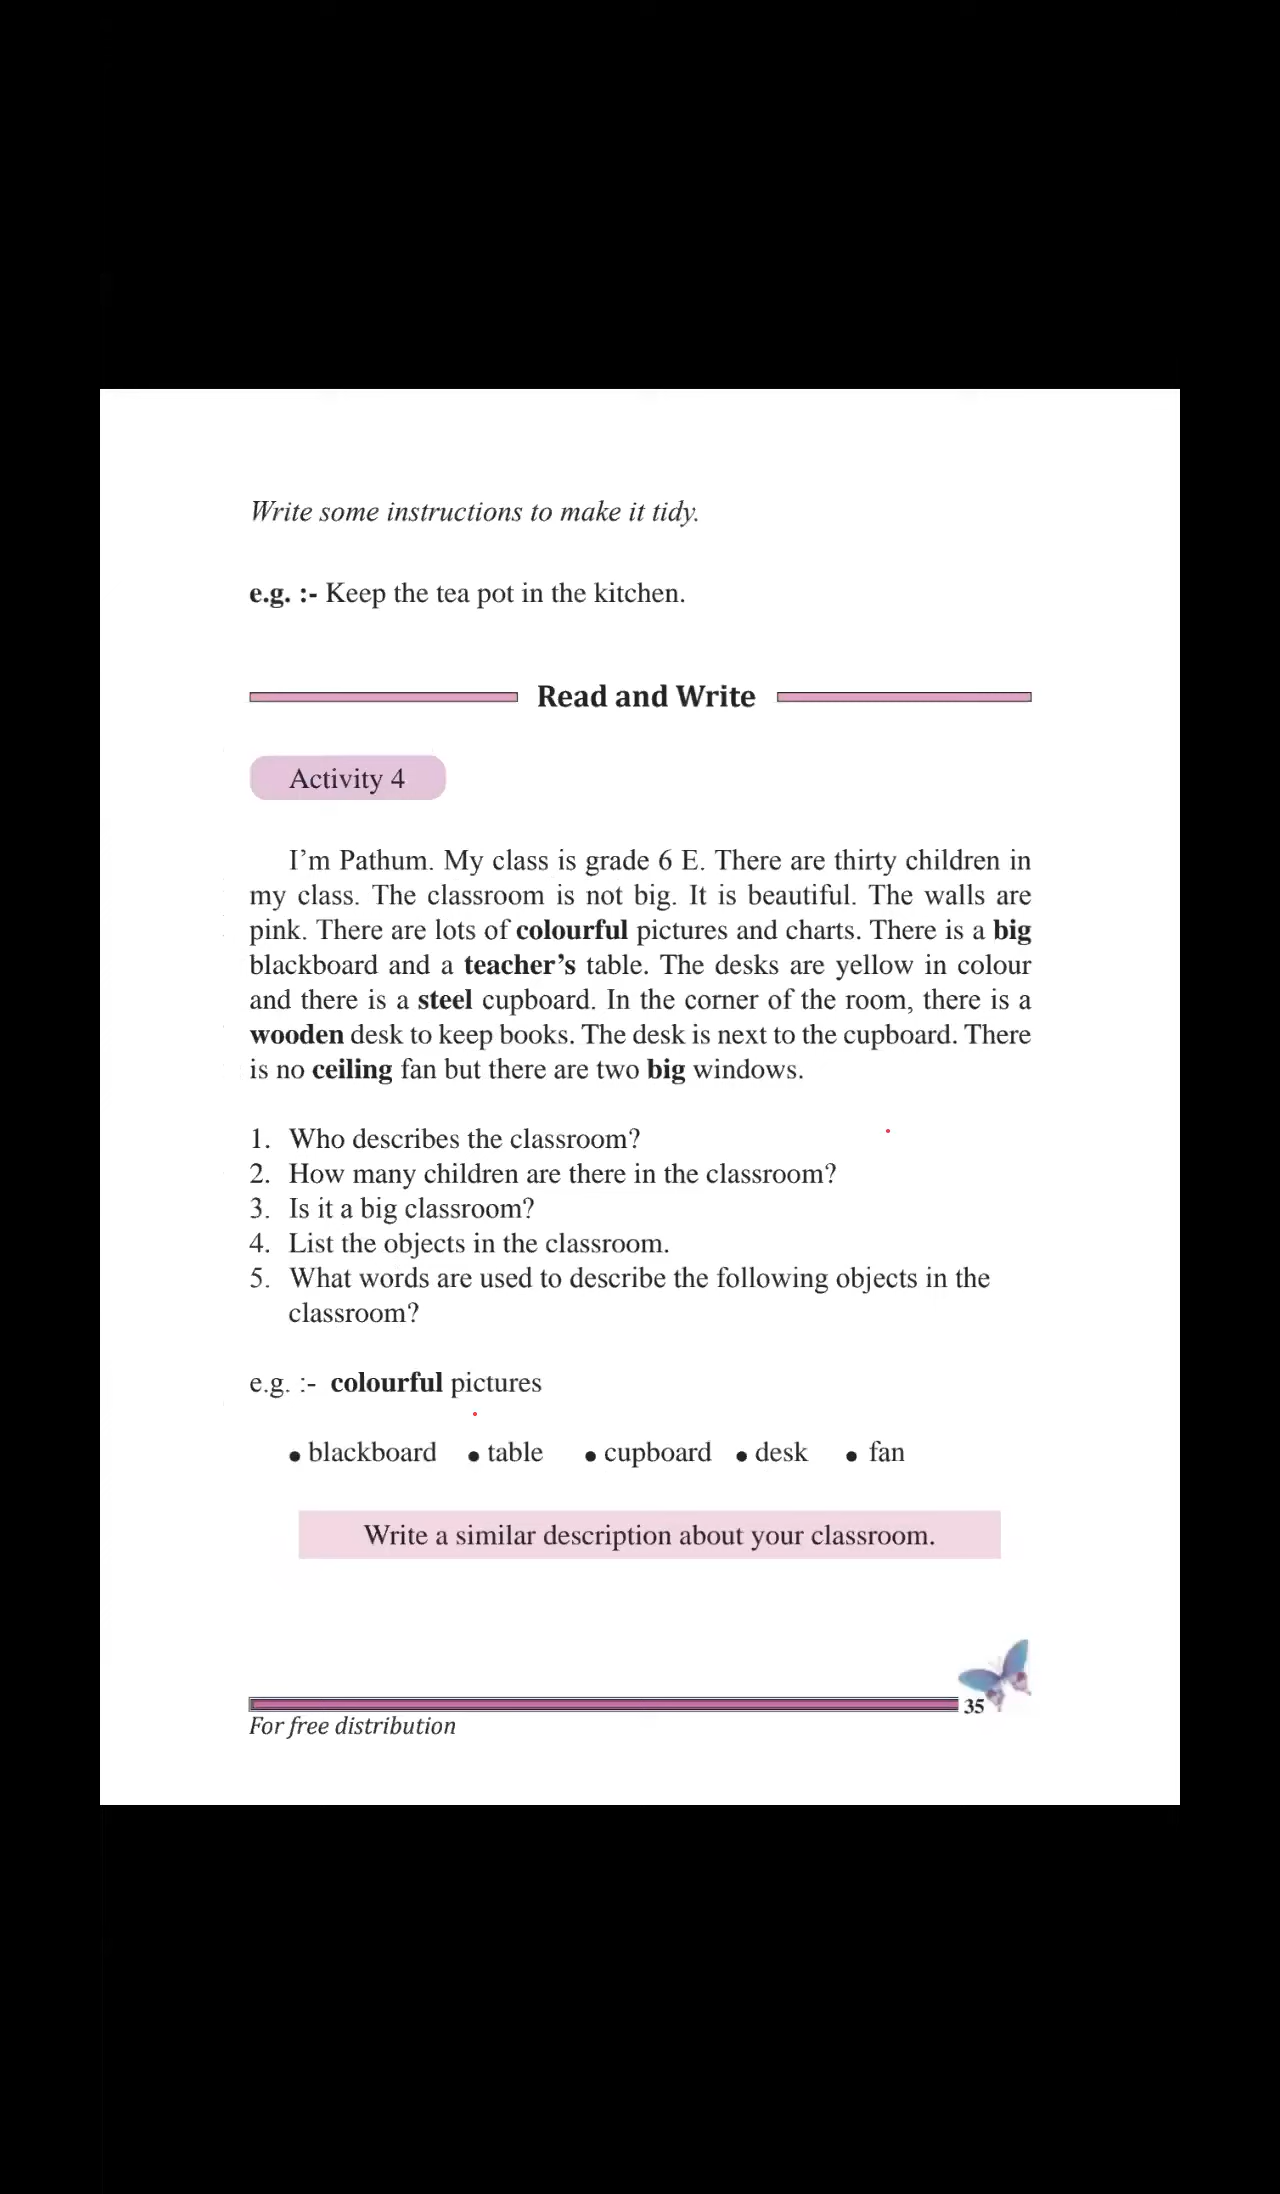 Write some instructions to make it tidy.
e.g. :- Keep the tea pot in the kitchen.
Read and Write
Activity 4
I’m Pathum. My class is grade 6 E. There are thirty children in
my class. The classroom is not big. It is beautiful. The walls are
pink. There are lots of colourful pictures and charts. There is a big
blackboard and a teacher’s table. The desks are yellow in colour
and there is a steel cupboard. In the corner of the room, there is a
wooden desk to keep books. The desk is next to the cupboard. There
is no ceiling fan but there are two big windows.
1. Who describes the classroom?
2. How many children are there in the classroom?
3. Is it a big classroom?
4. List the objects in the classroom.
5. What words are used to describe the following objects in the
classroom?
e.g. :- colourful pictures
• blackboard • table • cupboard • desk • fan
Write a similar description about your classroom.
35
For free distribution